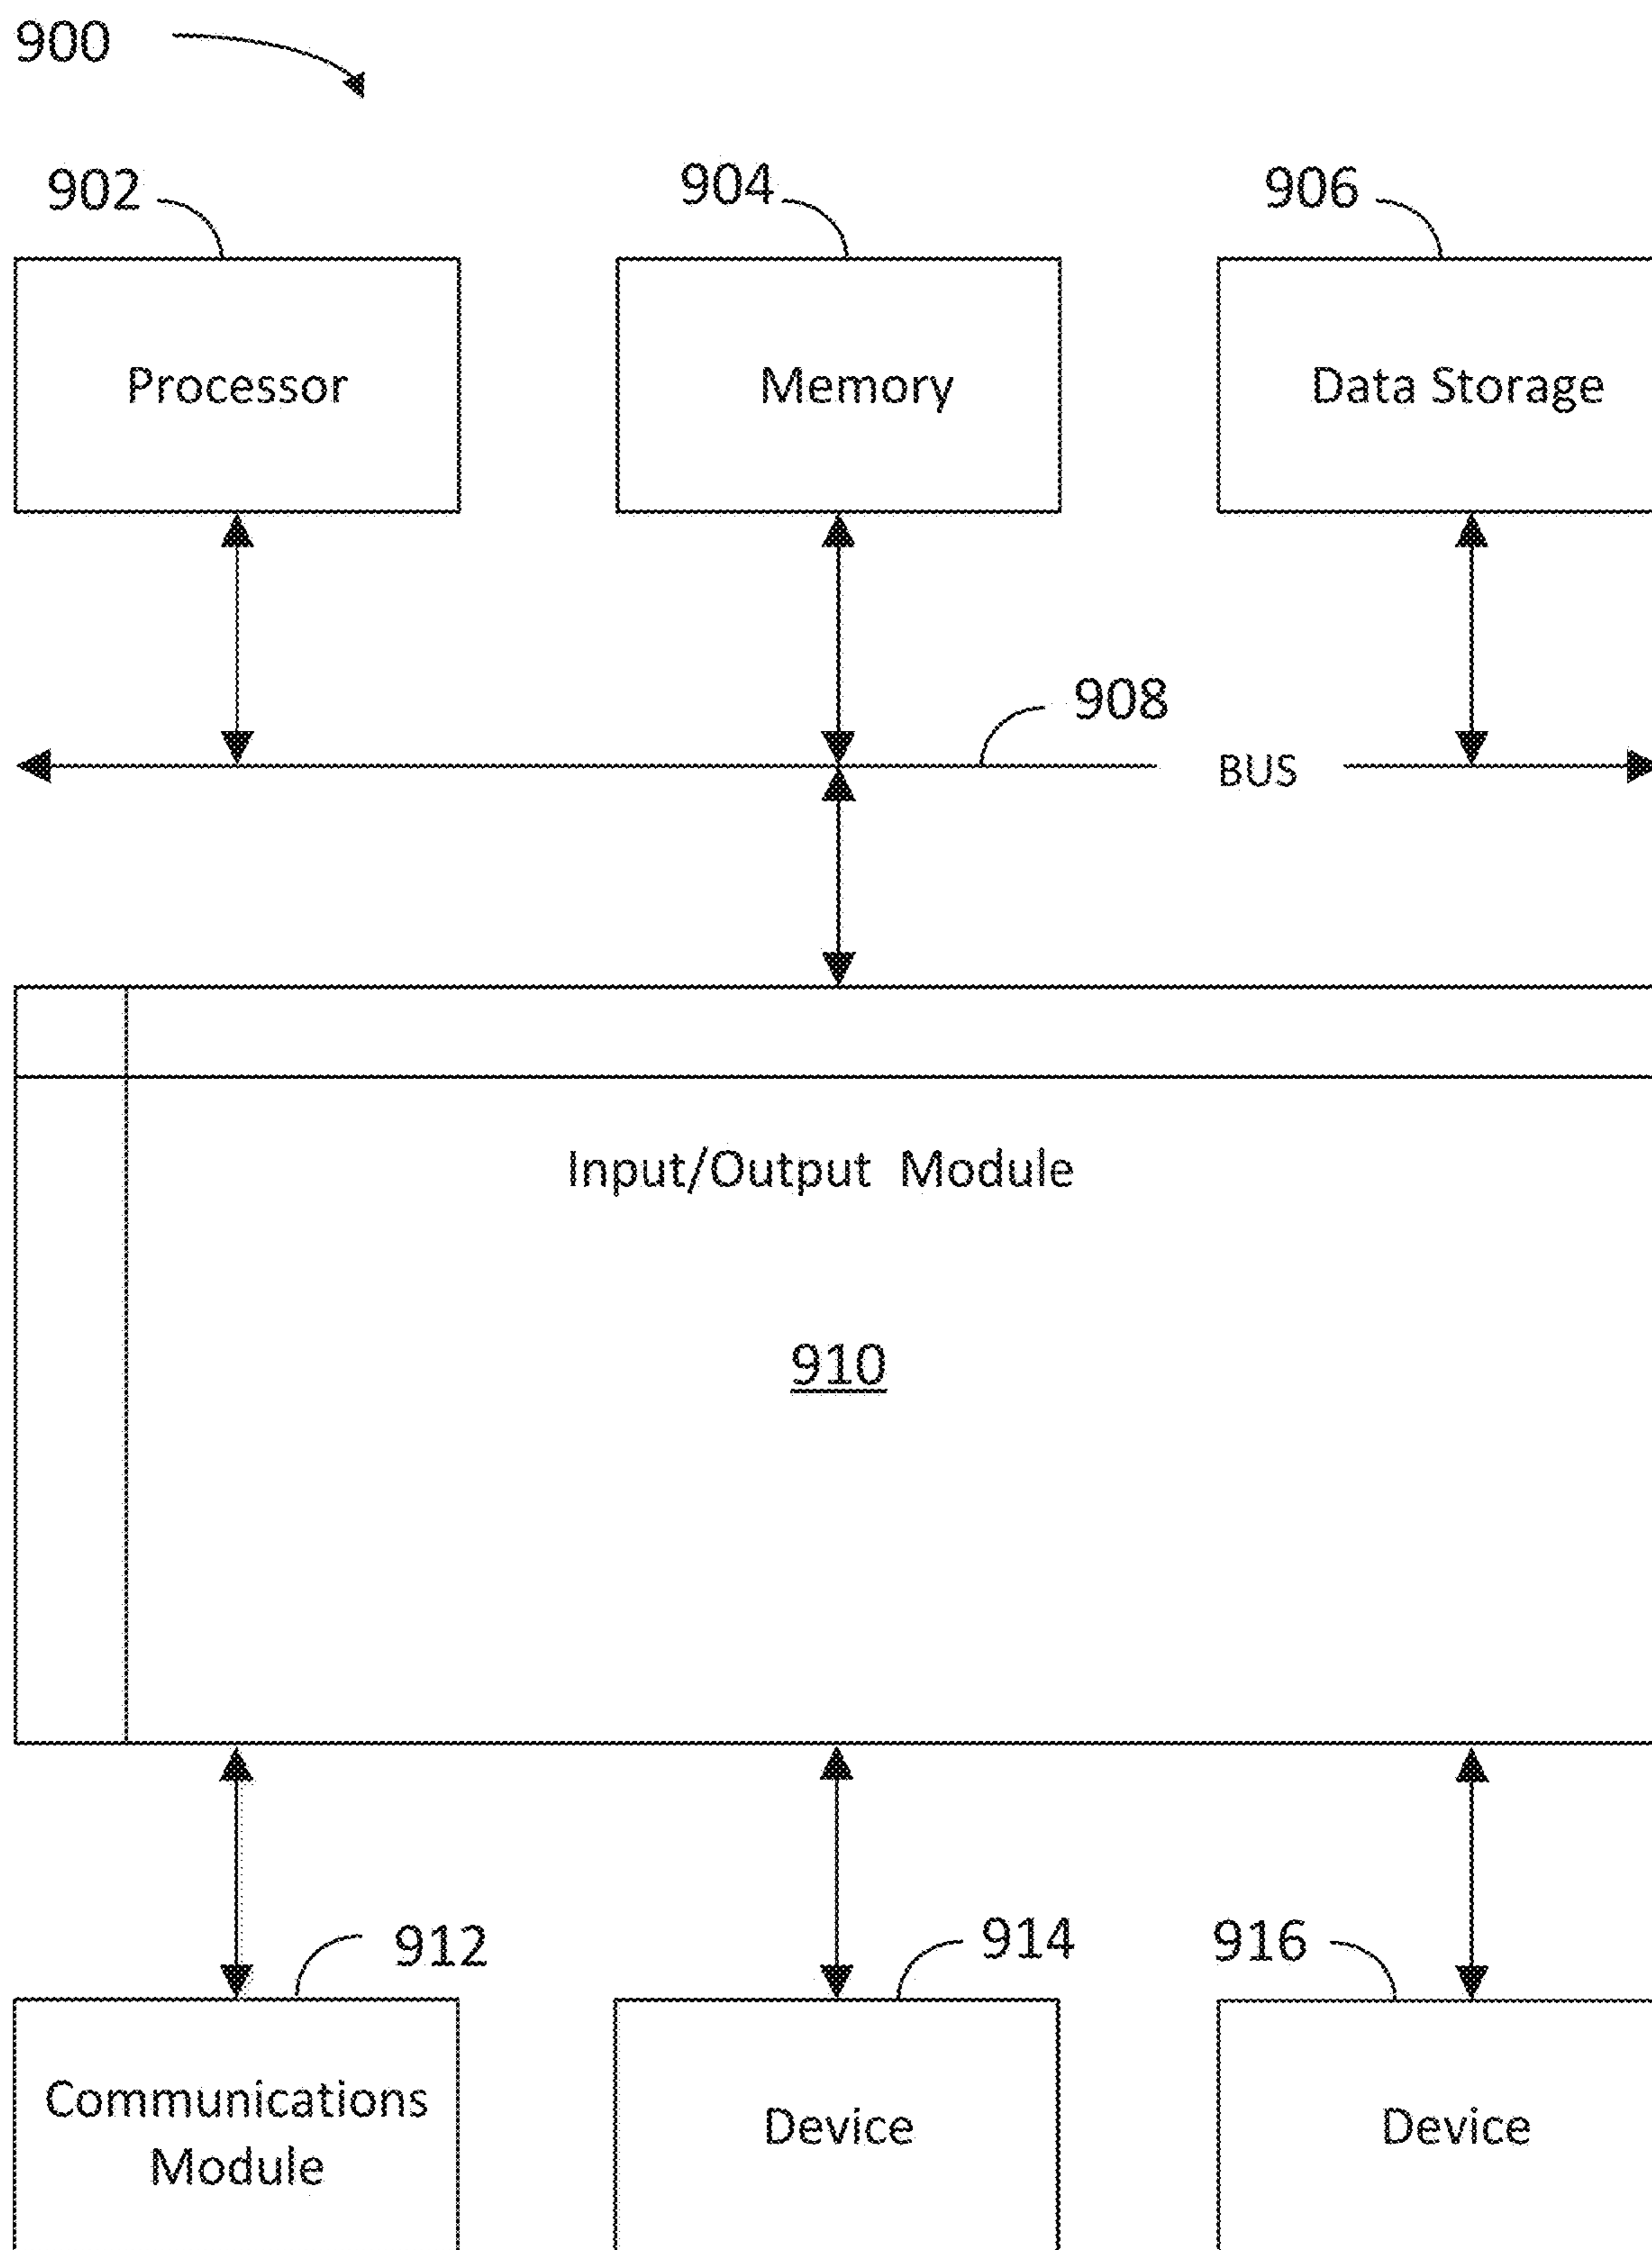 900
902
904
906
Processor
Memory
Data Storage
908
BUS
Input/Output Module
910
912
914
916
Communications
Module
Device
Device